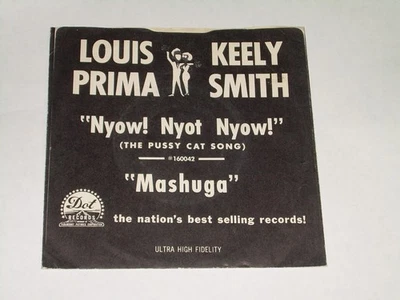 LOUIS KEELY
PRIMA SMITH
"Nyow! Nyot Nyow!"
(THE PUSSY CAT SONG)
#160042
"Mashuga"
Dot
RECORDS
the nation's best selling records!
ULTRA HIGH FIDELITY